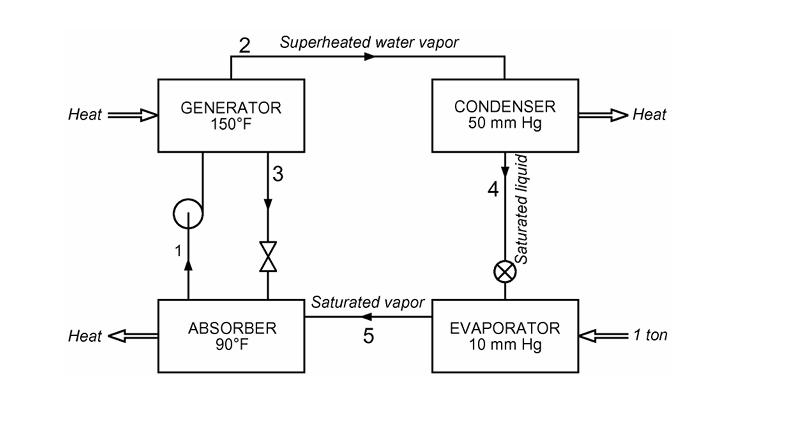 2
Superheated water vapor
Heat
GENERATOR
150°F
CONDENSER
50 mm Hg
Heat
3
4
Saturated liquid
1
Saturated vapor
5
Heat
ABSORBER
90°F
EVAPORATOR
10 mm Hg
1 ton